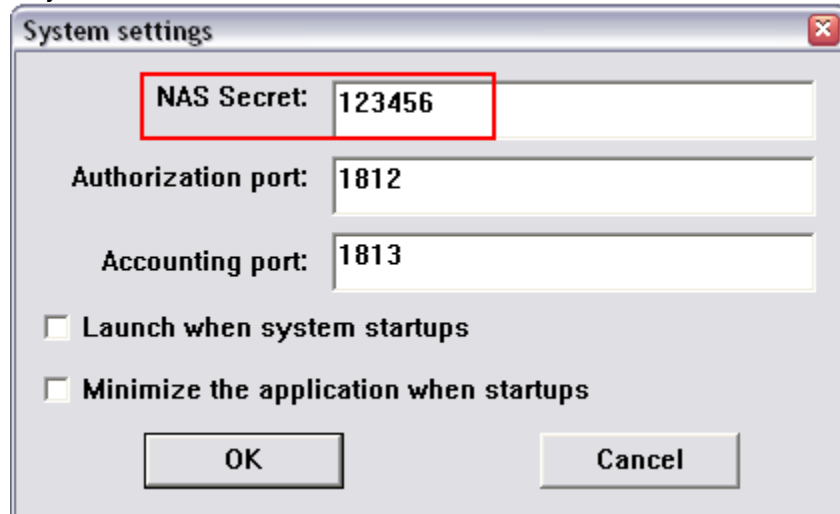 System settings
NAS Secret: 123456
Authorization port: 1812
Accounting port: 1813
Launch when system startups
Minimize the application when startups
OK Cancel